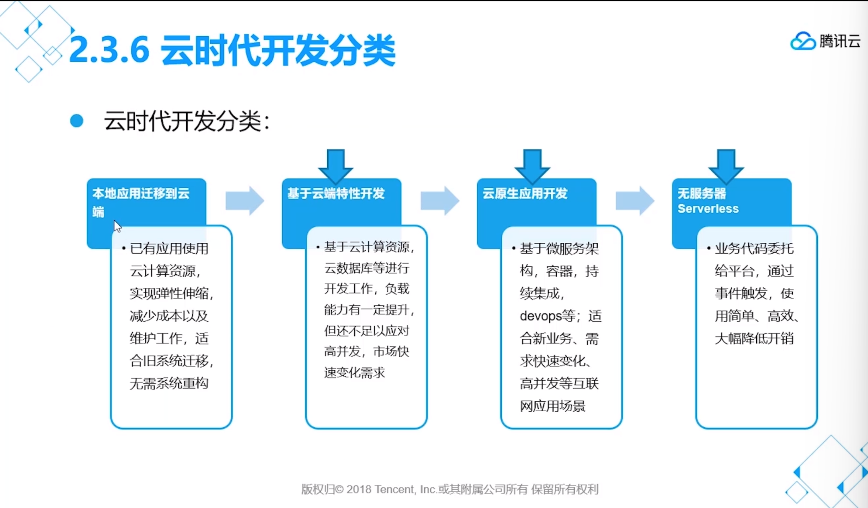 2.3.6 云时代开发分类
腾讯云
云时代开发分类：
本地应用迁移到云
端
• 已有应用使用
云计算资源，
实现弹性伸缩，
减少成本以及
维护工作，适
合旧系统迁移，
无需系统重构
基于云端特性开发
• 基于云计算资源，
云数据库等进行
开发工作，负载
能力有一定提升，
但还不足以应对
高并发，市场快
速变化需求
云原生应用开发
• 基于微服务架
构，容器，持
续集成，
devops等；适
合新业务、需
求快速变化、
高并发等互联
网应用场景
无服务器
Serverless
• 业务代码委托
给平台，通过
事件触发，使
用简单、高效、
大幅降低开销
版权归© 2018 Tencent, Inc.或其附属公司所有 保留所有权利